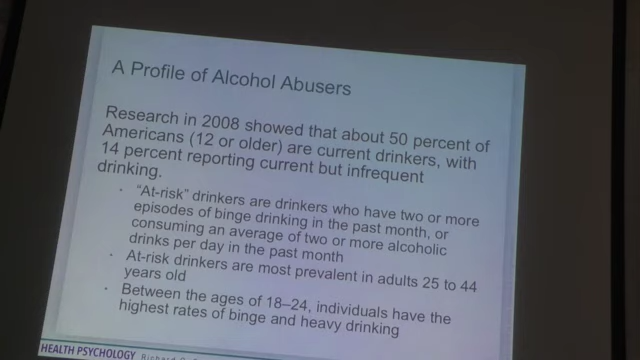 A Profile of Alcohol Abusers
Research in 2008 showed that about 50 percent of
Americans (12 or older) are current drinkers, with
14 percent reporting current but infrequent
drinking.
· "At-risk" drinkers are drinkers who have two or more
episodes of binge drinking in the past month, or
consuming an average of two or more alcoholic
drinks per day in the past month
· At-risk drinkers are most prevalent in adults 25 to 44
years old
· Between the ages of 18–24, individuals have the
highest rates of binge and heavy drinking
HEALTH PSYCHOLOGY